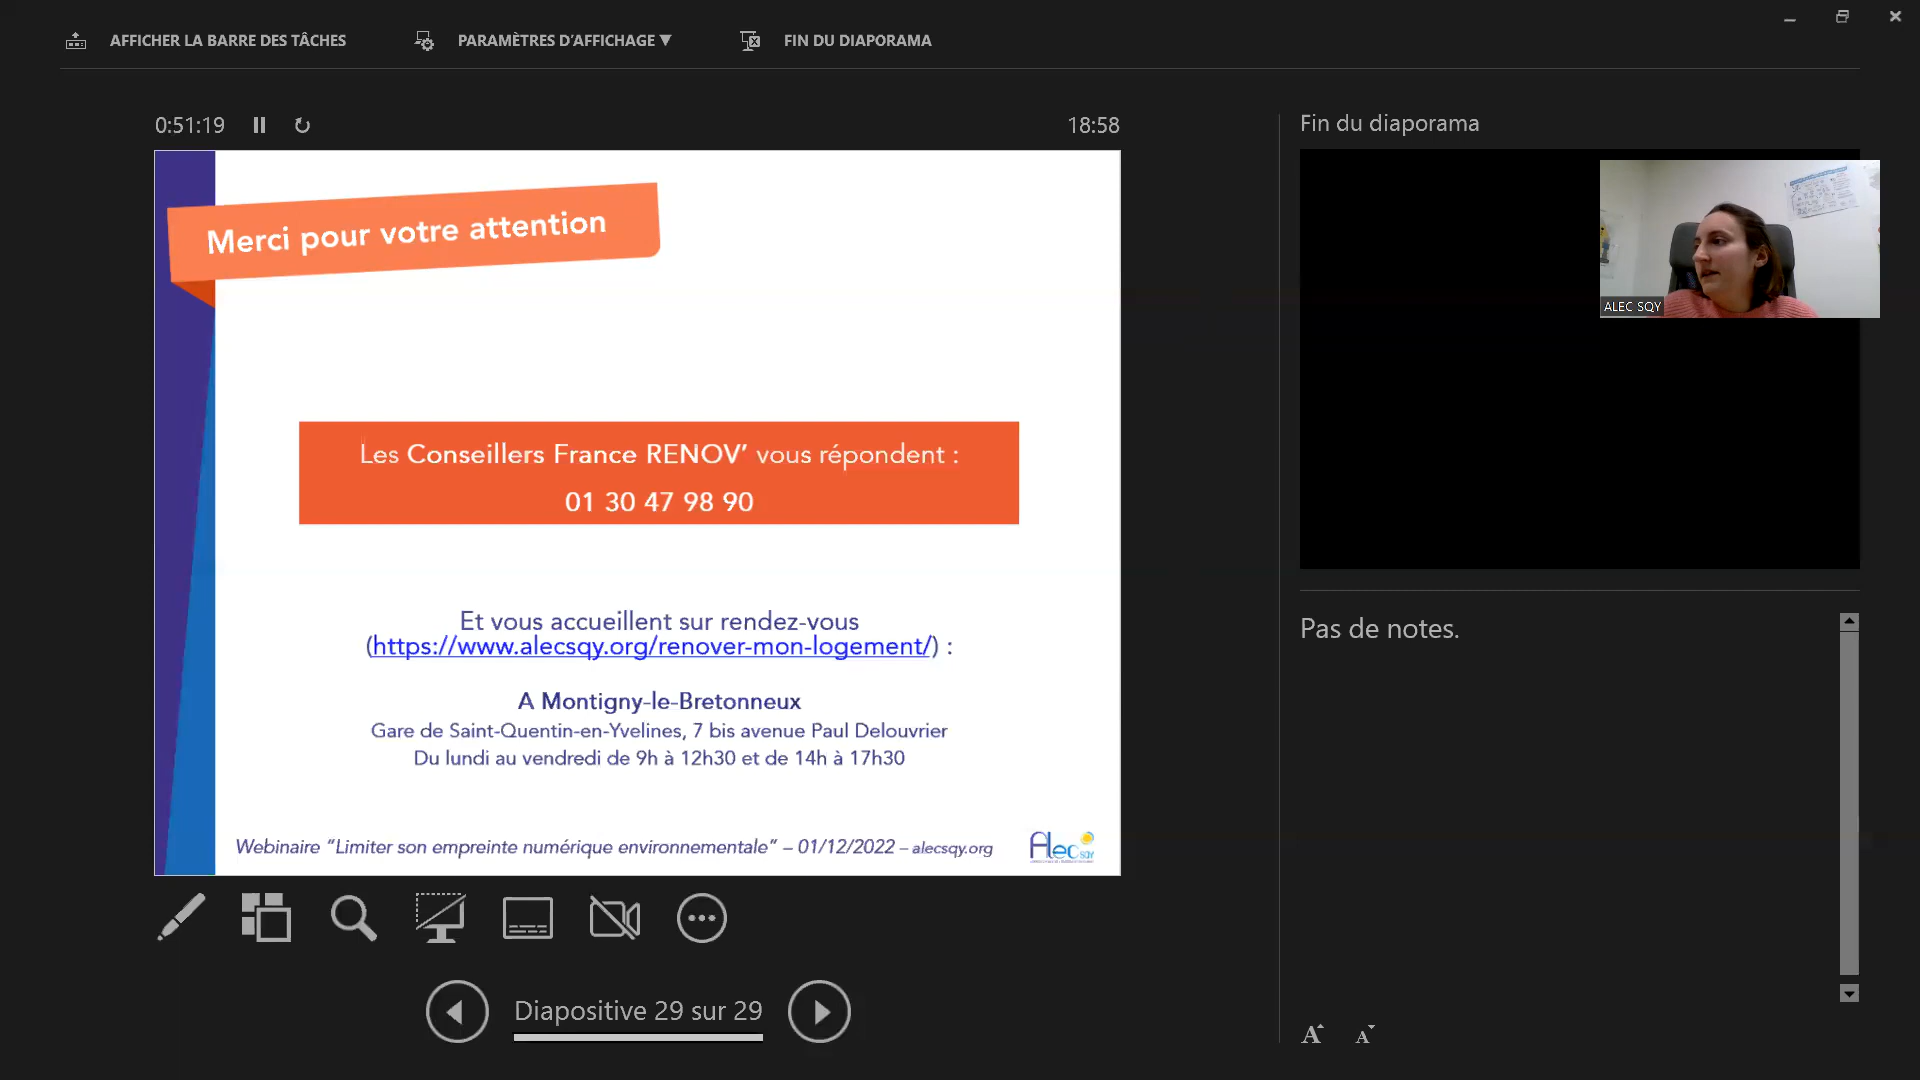 AFFICHER LA BARRE DES TÂCHES
PARAMÈTRES D'AFFICHAGE ▼
FIN DU DIAPORAMA
0:51:19
18:58
Merci pour votre attention
Les Conseillers France RENOV' vous répondent :
01 30 47 98 90
Et vous accueillent sur rendez-vous
(https://www.alecsqy.org/renover-mon-logement/) :
A Montigny-le-Bretonneux
Gare de Saint-Quentin-en-Yvelines, 7 bis avenue Paul Delouvrier
Du lundi au vendredi de 9h à 12h30 et de 14h à 17h30
Webinaire "Limiter son empreinte numérique environnementale" – 01/12/2022 – alecsqy.org
Alec SQY
Diapositive 29 sur 29
Fin du diaporama
ALEC SQY
Pas de notes.
A A